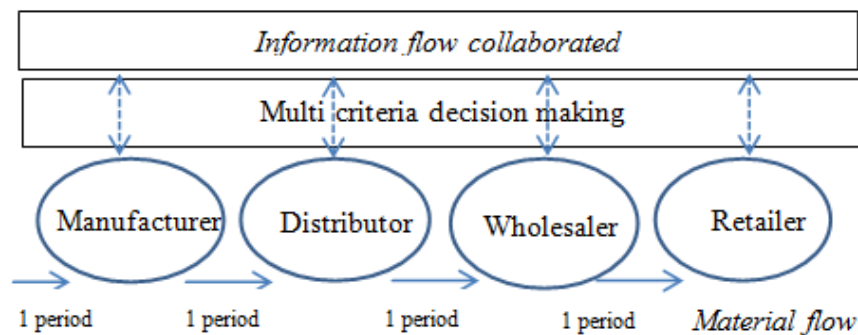 Information flow collaborated
Multi criteria decision making
Manufacturer
Distributor
Wholesaler
Retailer
1 period
1 period
1 period
1 period
Material flow